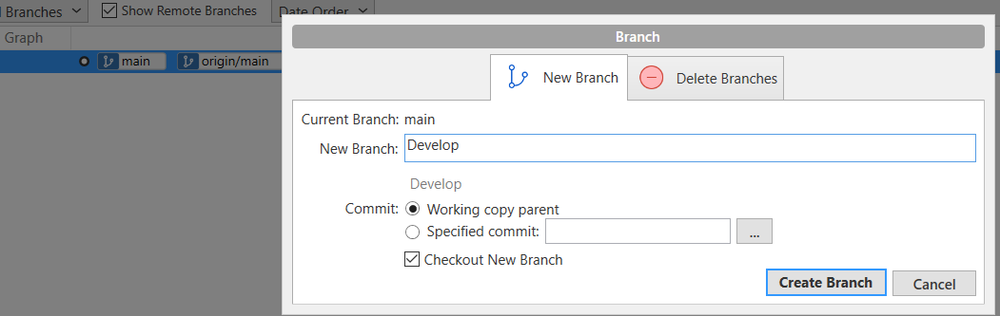 Branches
Show Remote Branches
Date Order
Graph
main
origin/main
Branch
New Branch
Delete Branches
Current Branch: main
New Branch: Develop
Develop
Commit: Working copy parent
Specified commit: ...
Checkout New Branch
Create Branch
Cancel